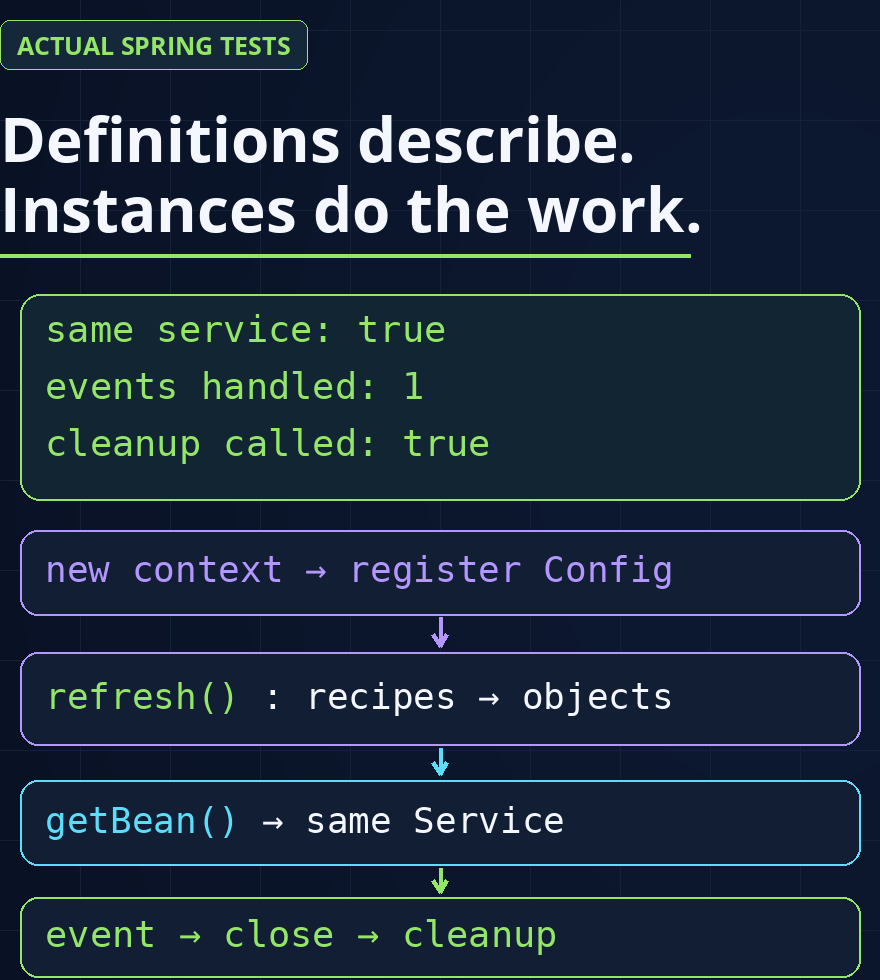 ACTUAL SPRING TESTS
Definitions describe.
Instances do the work.
same service: true
events handled: 1
cleanup called: true
new context → register Config
refresh() : recipes → objects
getBean() → same Service
event → close → cleanup